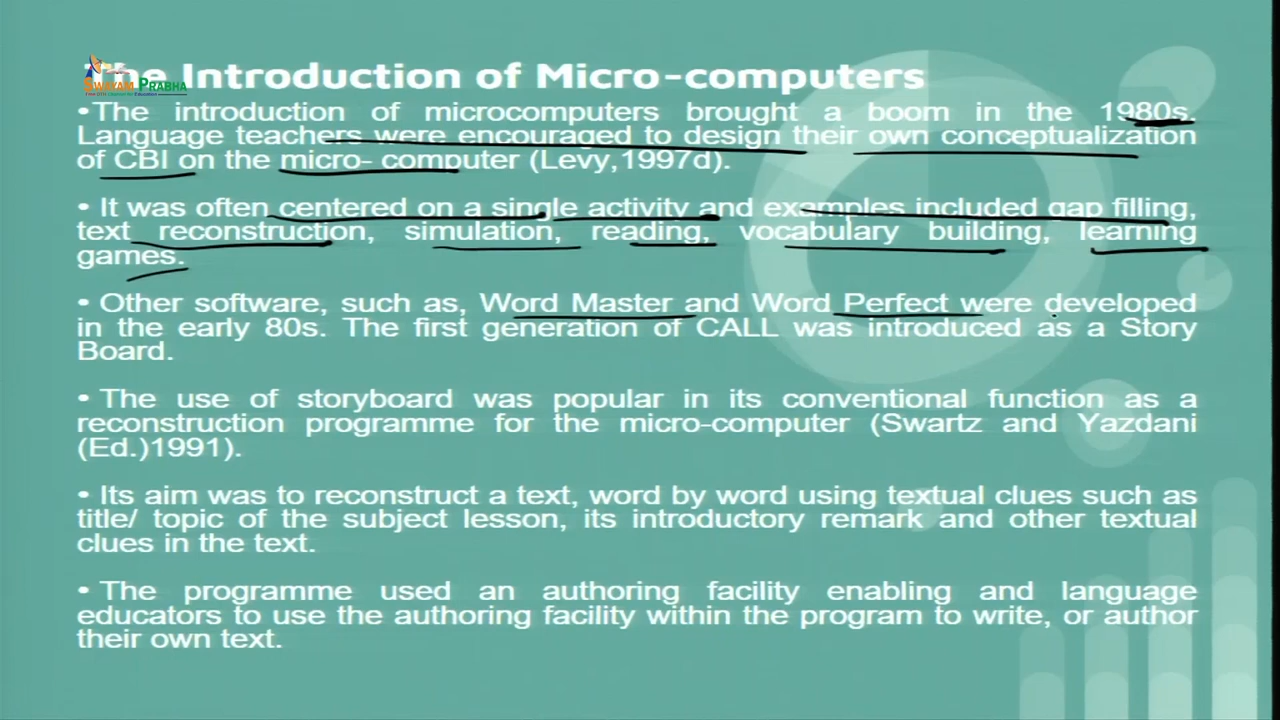 The Introduction of Micro-computers
SWAYAM PRABHA
•The introduction of microcomputers brought a boom in the 1980s.
Language teachers were encouraged to design their own conceptualization
of CBI on the micro- computer (Levy,1997d).
• It was often centered on a single activity and examples included gap filling,
text reconstruction, simulation, reading, vocabulary building, learning
games.
• Other software, such as, Word Master and Word Perfect were developed
in the early 80s. The first generation of CALL was introduced as a Story
Board.
• The use of storyboard was popular in its conventional function as a
reconstruction programme for the micro-computer (Swartz and Yazdani
(Ed.)1991).
• Its aim was to reconstruct a text, word by word using textual clues such as
title/ topic of the subject lesson, its introductory remark and other textual
clues in the text.
• The programme used an authoring facility enabling and language
educators to use the authoring facility within the program to write, or author
their own text.